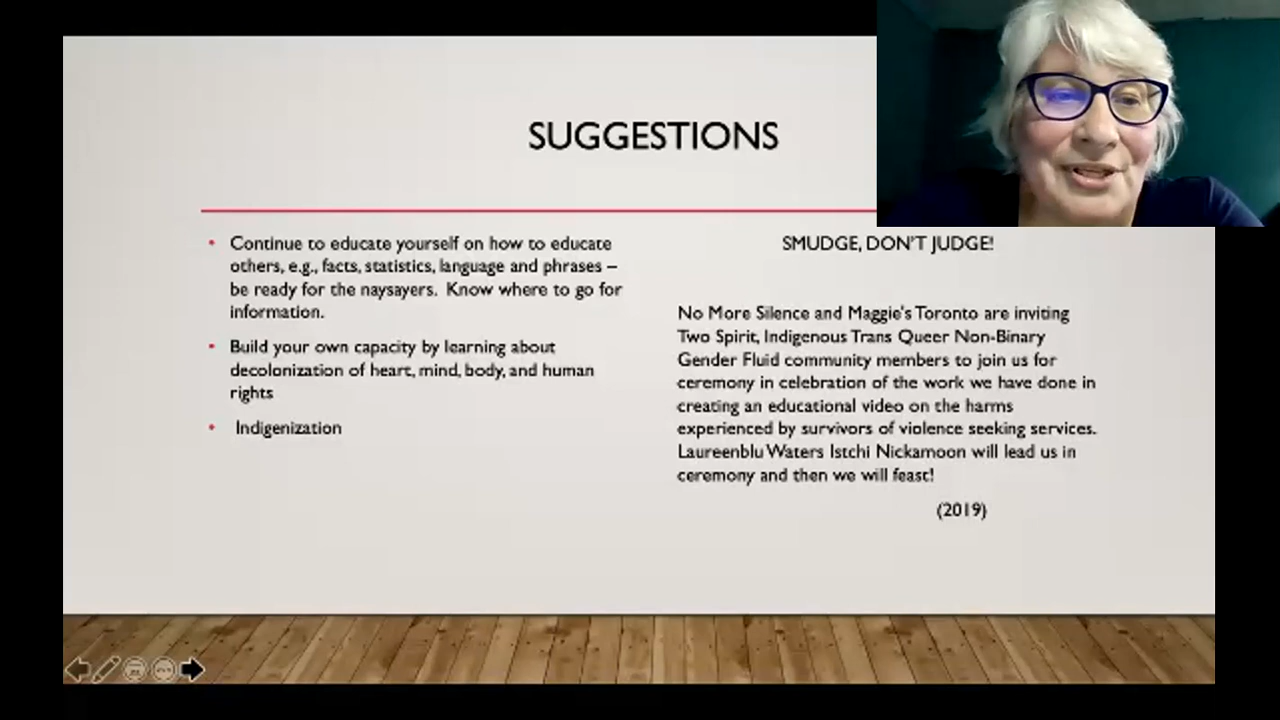 SUGGESTIONS
• Continue to educate yourself on how to educate
others, e.g., facts, statistics, language and phrases –
be ready for the naysayers.  Know where to go for
information.
• Build your own capacity by learning about
decolonization of heart, mind, body, and human
rights
• Indigenization
SMUDGE, DON'T JUDGE!
No More Silence and Maggie's Toronto are inviting
Two Spirit, Indigenous Trans Queer Non-Binary
Gender Fluid community members to join us for
ceremony in celebration of the work we have done in
creating an educational video on the harms
experienced by survivors of violence seeking services.
Laureenblu Waters Istchi Nickamoon will lead us in
ceremony and then we will feast!
(2019)